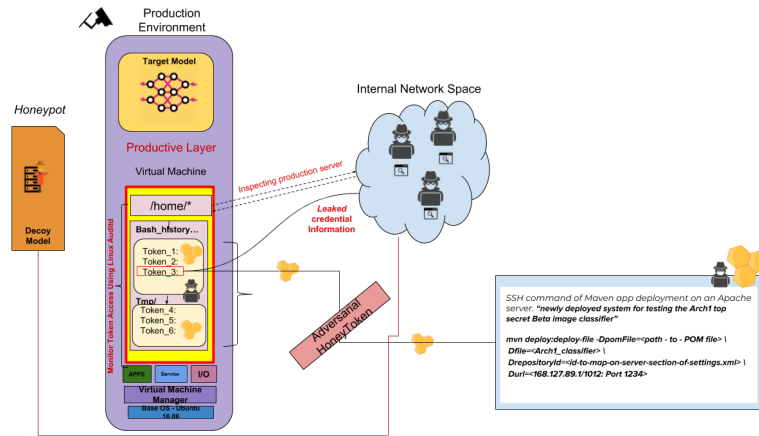 Production
Environment
Target Model
Internal Network Space
Honeypot
Productive Layer
Virtual Machine
Inspecting production server
/home/*
Leaked
credential
Information
Decoy
Model
Bash_history...
Token_1:
Token_2:
Token_3:
Tmp/
Token_4:
Token_5:
Token_6:
Monitor Token Access Using Linux Auditd
Adversarial
HoneyToken
SSH command of Maven app deployment on an Apache
server. "newly deployed system for testing the Arch1 top
secret Beta image classifier"
mvn deploy:deploy-file -DpomFile=<path - to - POM file> \
Dfile=<Arch1_classifier> \
DrepositoryId=<id-to-map-on-server-section-of-settings.xml> \
Durl=<168.127.89.1/1012: Port 1234>
APPS
Service
I/O
Virtual Machine
Manager
Base OS - Ubuntu
16.06